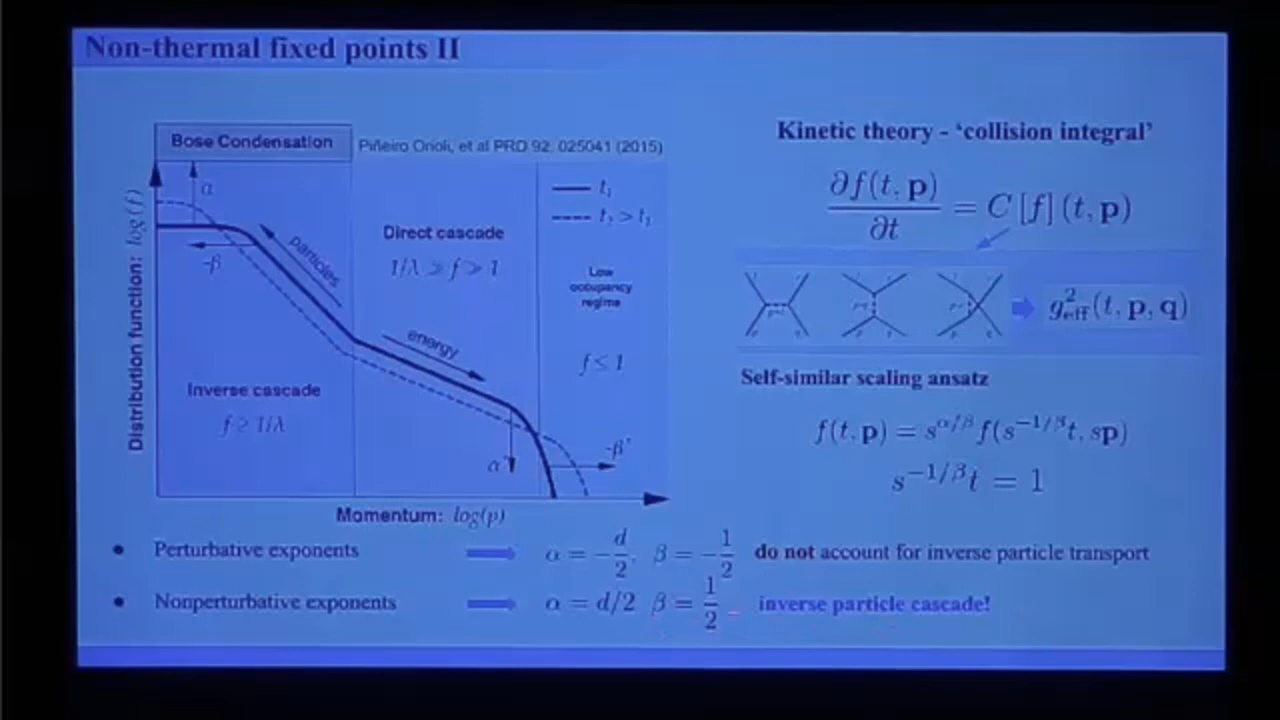 Non-thermal fixed points II
Bose Condensation
Piñeiro Orioli, et al PRD 92, 025041 (2015)
α
-β
particles
Direct cascade
1/λ ≫ f > 1
t₁
t₂ > t₁
Low
occupancy
regime
f ≤ 1
energy
Inverse cascade
f ≥ 1/λ
α'
-β'
Distribution function: log(f)
Momentum: log(p)
Kinetic theory - ‘collision integral’
∂f(t, p)/∂t = C[f](t, p)
g²eff(t, p, q)
Self-similar scaling ansatz
f(t, p) = s^{α/β} f(s^{-1/β}t, sp)
s^{-1/β}t = 1
• Perturbative exponents α = -d/2, β = -1/2 do not account for inverse particle transport
• Nonperturbative exponents α = d/2 β = 1/2 inverse particle cascade!